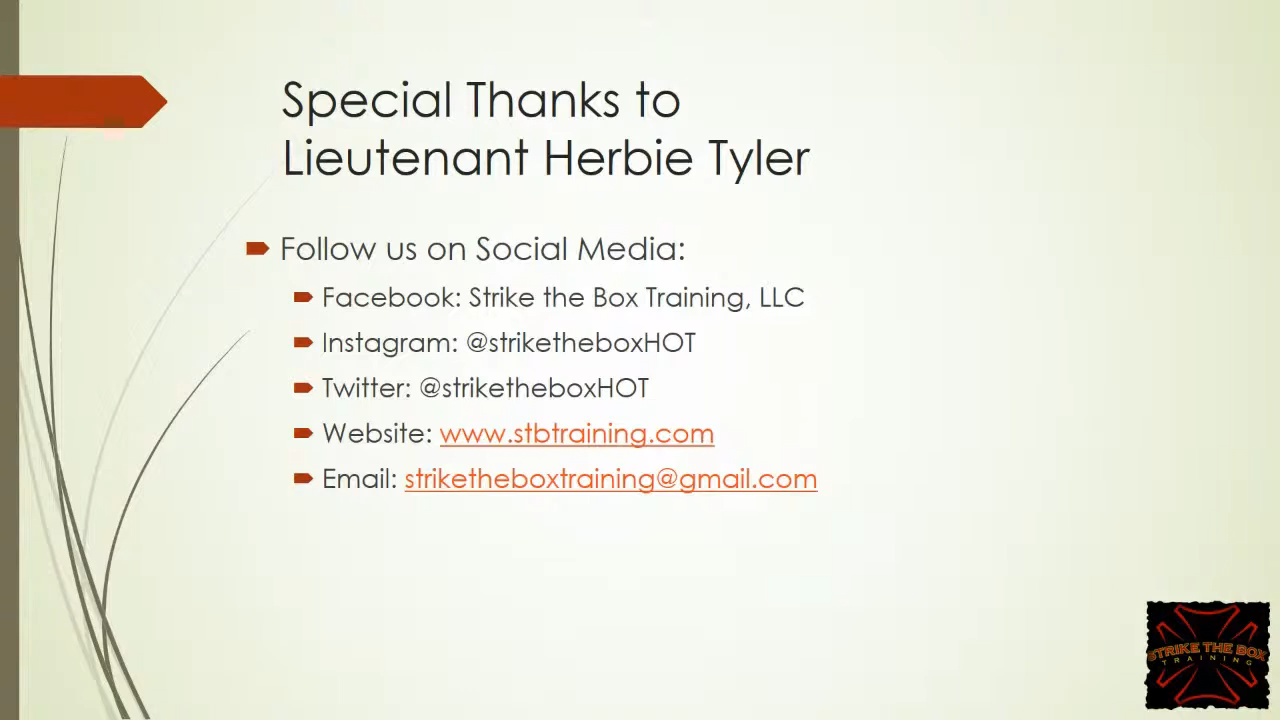 Special Thanks to
Lieutenant Herbie Tyler
Follow us on Social Media:
Facebook: Strike the Box Training, LLC
Instagram: @striketheboxHOT
Twitter: @striketheboxHOT
Website: www.stbtraining.com
Email: striketheboxtraining@gmail.com
STRIKE THE BOX
TRAINING